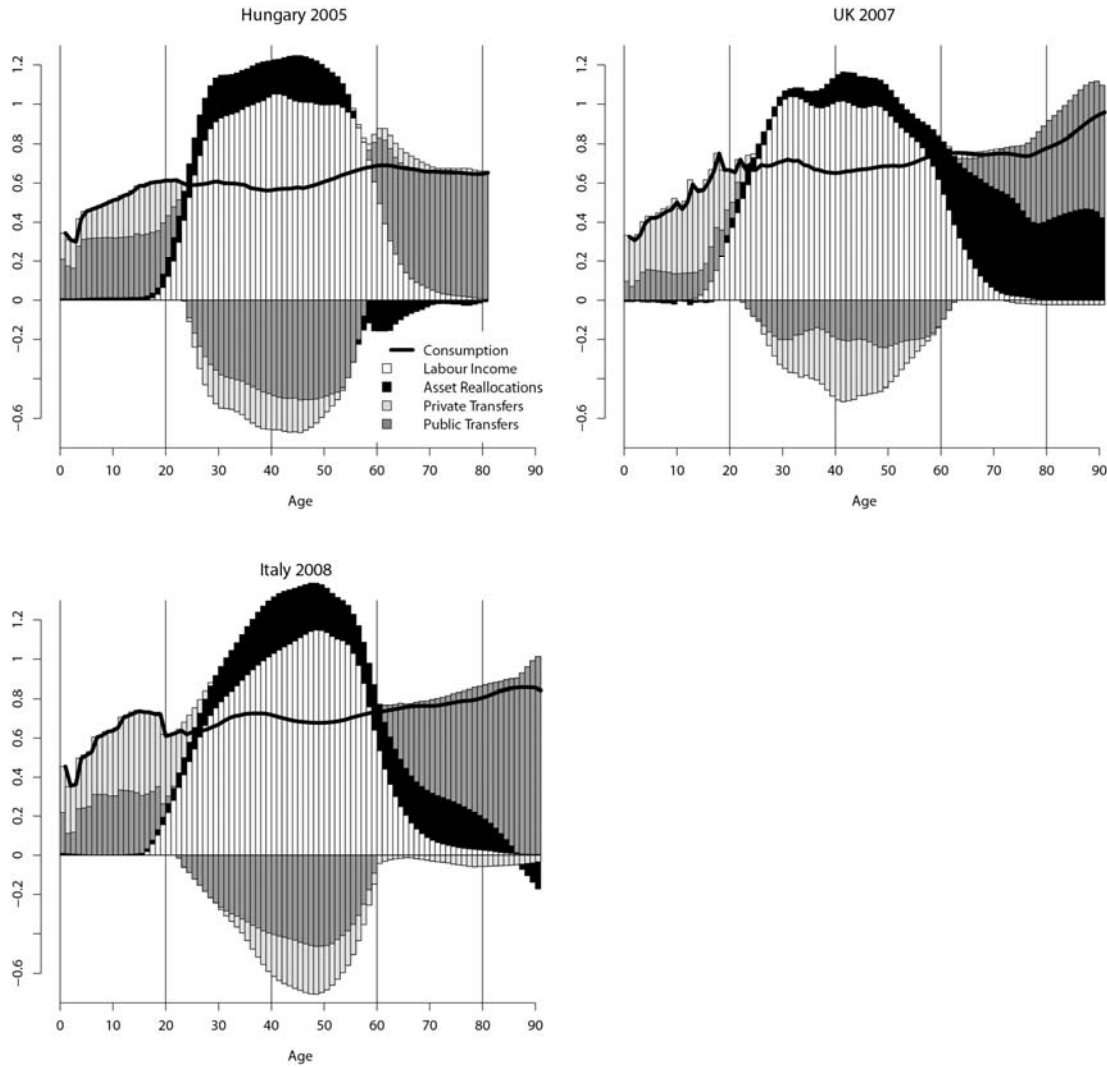 Hungary 2005
1.2
1
0.8
0.6
0.4
0.2
0
−0.2
−0.6
Consumption
Labour Income
Asset Reallocations
Private Transfers
Public Transfers
0 10 20 30 40 50 60 70 80 90
Age
UK 2007
1.2
1
0.8
0.6
0.4
0.2
0
−0.2
−0.6
0 10 20 30 40 50 60 70 80 90
Age
Italy 2008
1.2
1
0.8
0.6
0.4
0.2
0
−0.2
−0.6
0 10 20 30 40 50 60 70 80 90
Age